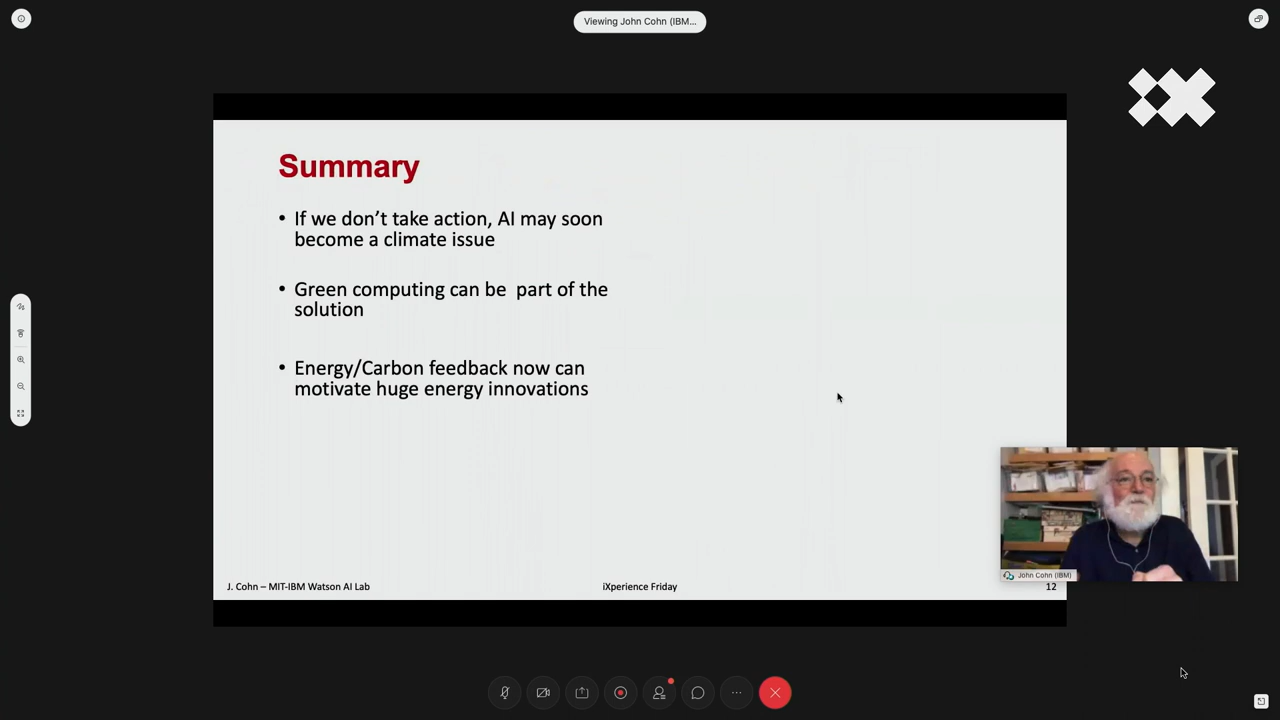 Viewing John Cohn (IBM...
Summary
• If we don’t take action, AI may soon
become a climate issue
• Green computing can be  part of the
solution
• Energy/Carbon feedback now can
motivate huge energy innovations
John Cohn (IBM)
J. Cohn – MIT-IBM Watson AI Lab
iXperience Friday
12